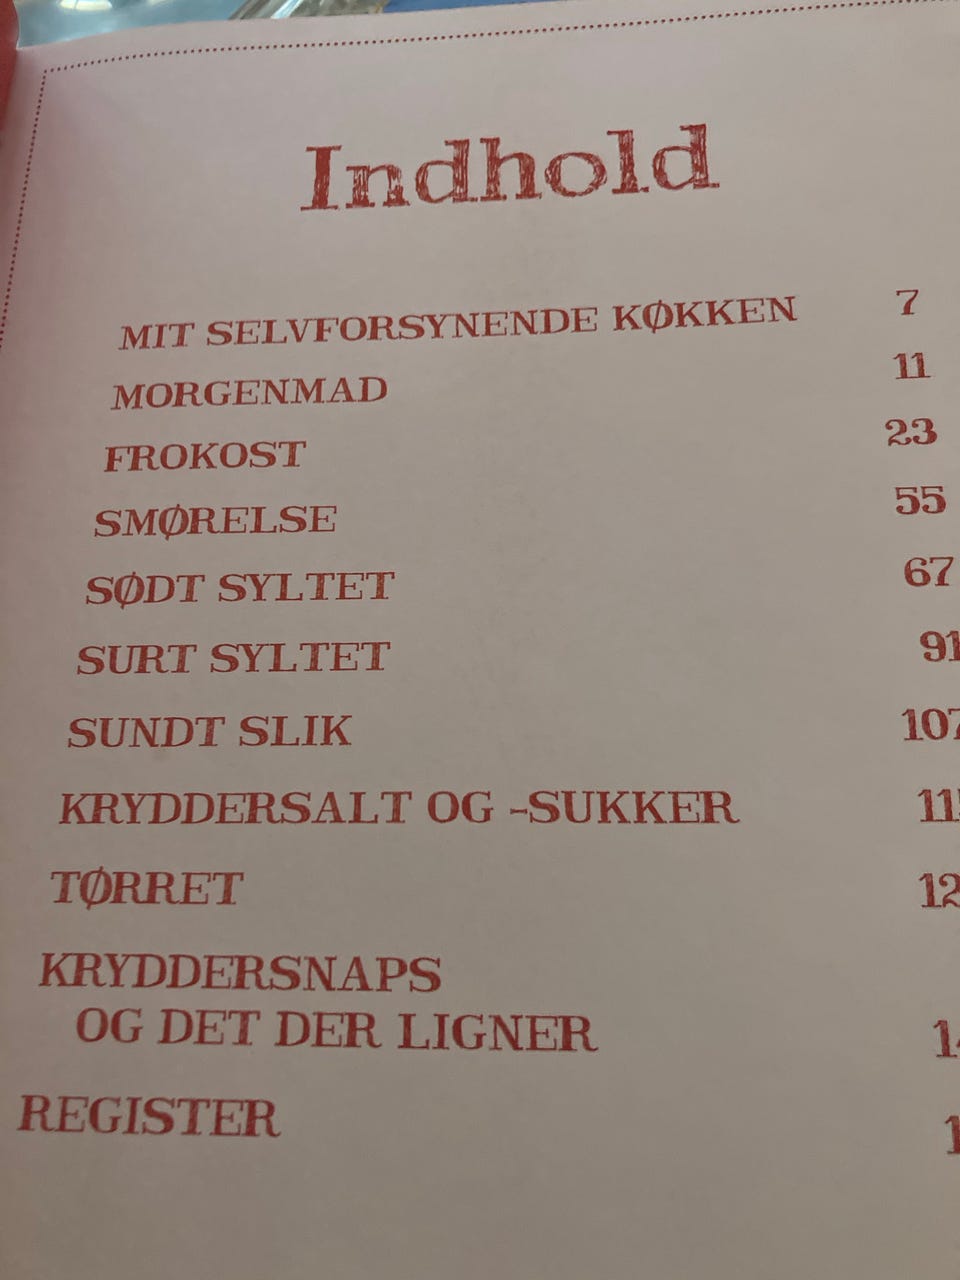 Indhold
MIT SELVFORSYNENDE KØKKEN 7
MORGENMAD 11
FROKOST 23
SMØRELSE 55
SØDT SYLTET 67
SURT SYLTET 91
SUNDT SLIK 107
KRYDDERSALT OG -SUKKER
TØRRET
KRYDDERSNAPS
OG DET DER LIGNER
REGISTER